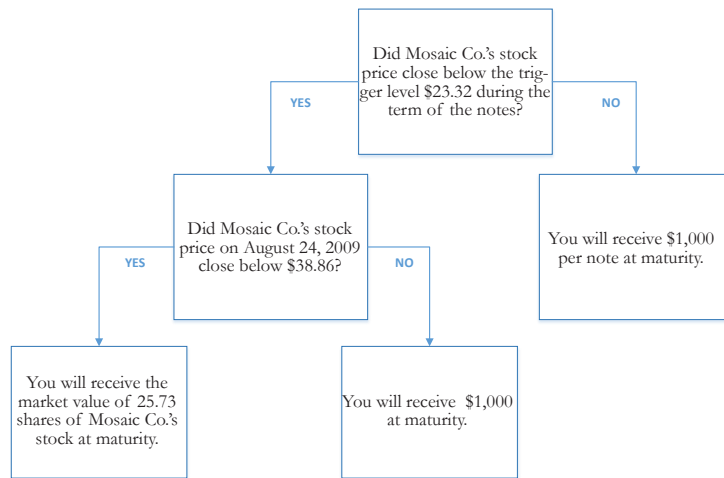 Did Mosaic Co.'s stock
price close below the trig-
ger level $23.32 during the
term of the notes?
YES
NO
Did Mosaic Co.'s stock
price on August 24, 2009
close below $38.86?
You will receive $1,000
per note at maturity.
YES
NO
You will receive the
market value of 25.73
shares of Mosaic Co.'s
stock at maturity.
You will receive $1,000
at maturity.